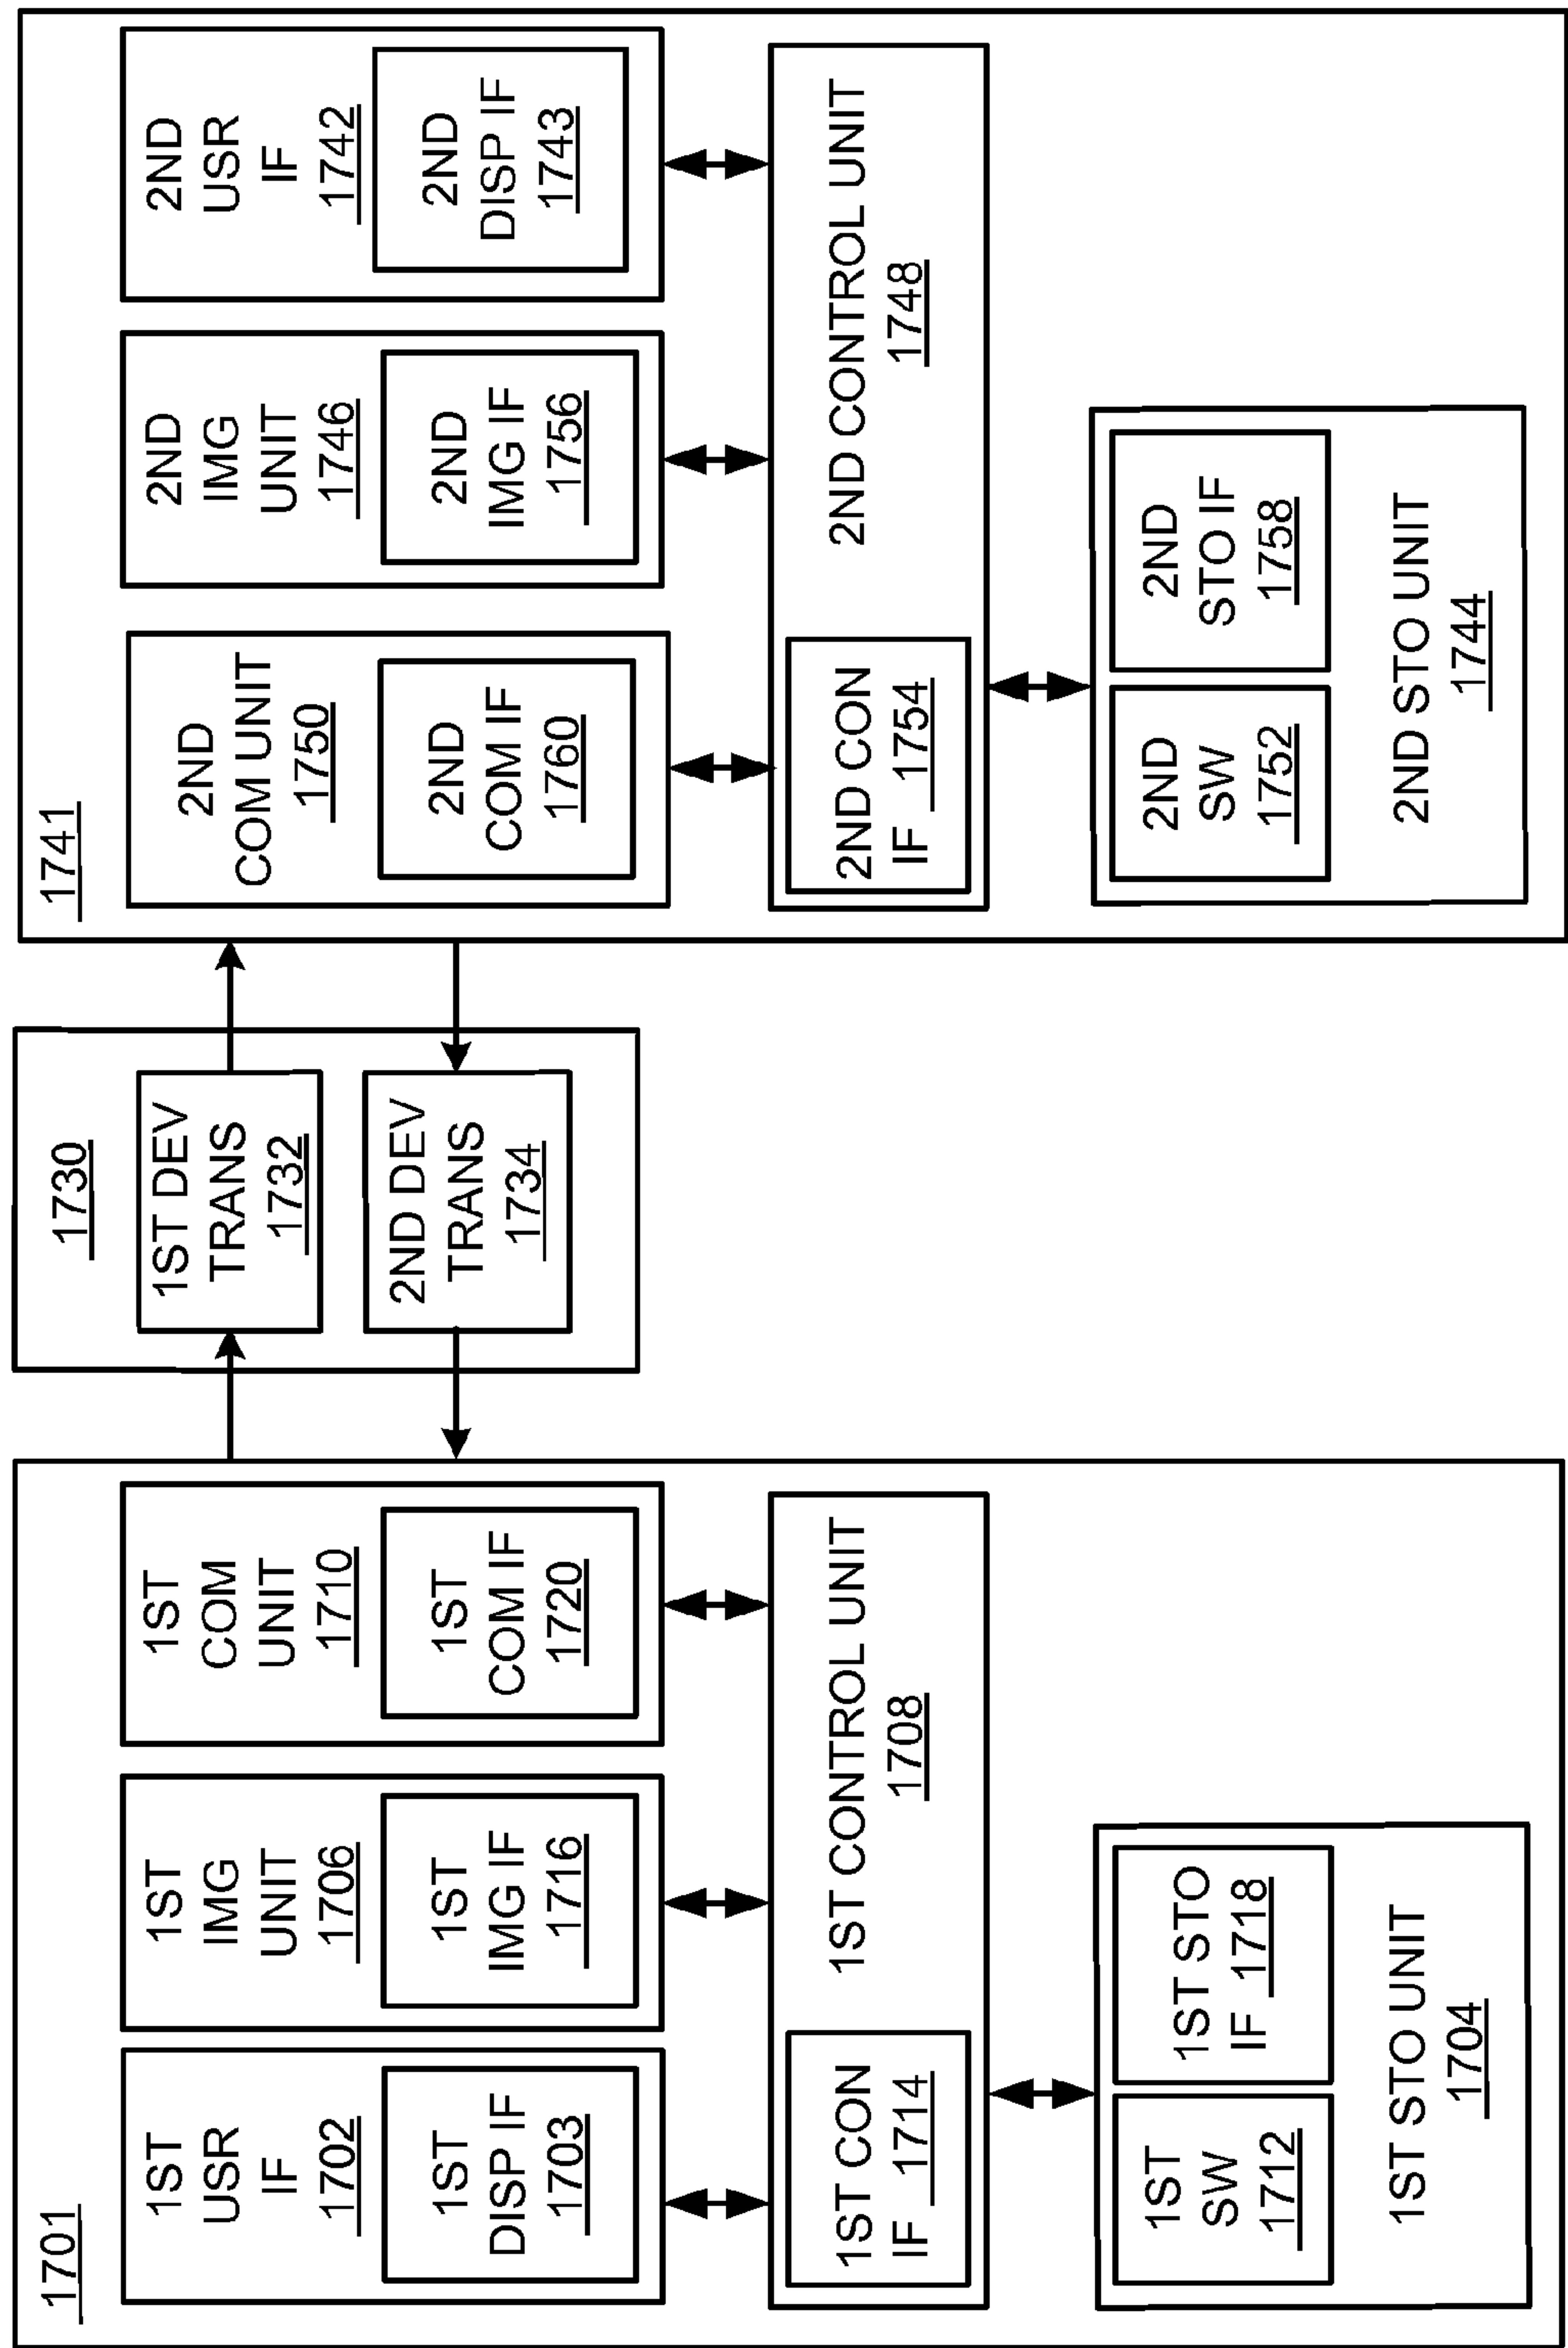 1701
1ST
USR
IF
1702
1ST
DISP IF
1703
1ST
IMG
UNIT
1706
1ST
IMG IF
1716
1ST
COM
UNIT
1710
1ST
COM IF
1720
1ST CONTROL UNIT
1708
1ST CON
IF 1714
1ST
SW
1712
1ST STO
IF 1718
1ST STO UNIT
1704
1730
1ST DEV
TRANS
1732
2ND DEV
TRANS
1734
1741
2ND
COM UNIT
1750
2ND
COM IF
1760
2ND
IMG
UNIT
1746
2ND
IMG IF
1756
2ND
USR
IF
1742
2ND
DISP IF
1743
2ND CON
IF 1754
2ND CONTROL UNIT
1748
2ND
SW
1752
2ND
STO IF
1758
2ND STO UNIT
1744